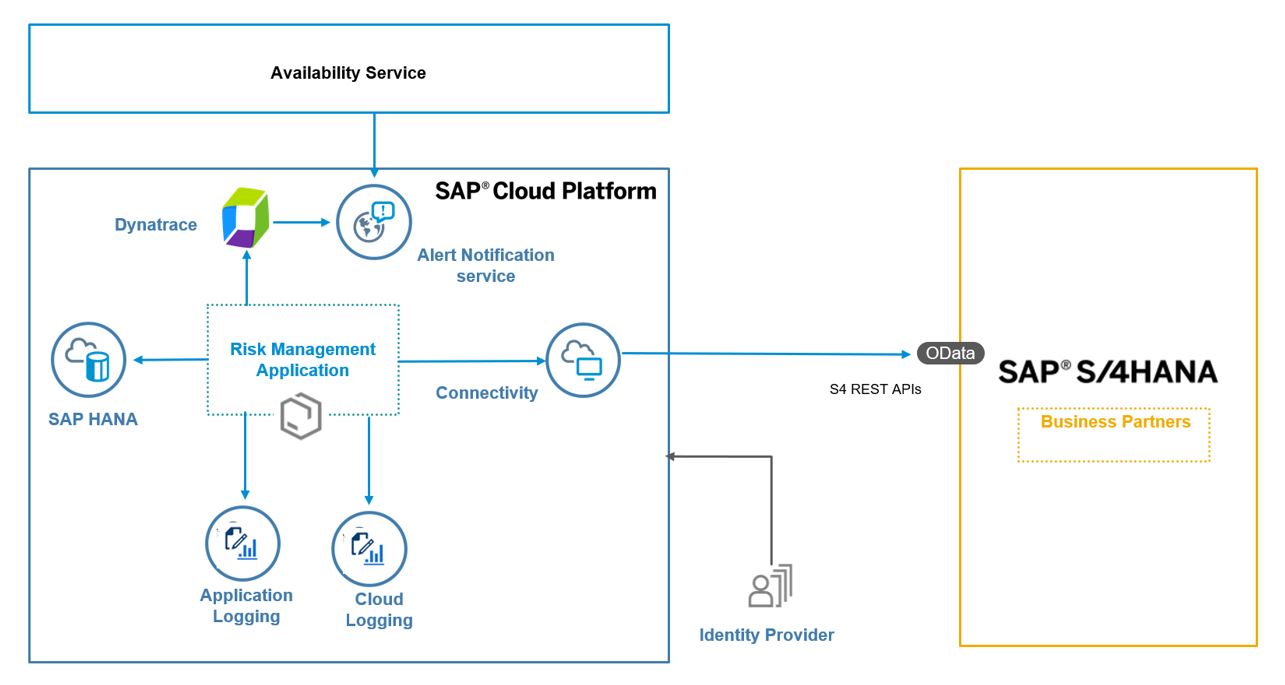 Availability Service
SAP® Cloud Platform
Dynatrace
Alert Notification
service
Risk Management
Application
SAP HANA
Connectivity
OData
S4 REST APIs
SAP® S/4HANA
Business Partners
Application
Logging
Cloud
Logging
Identity Provider